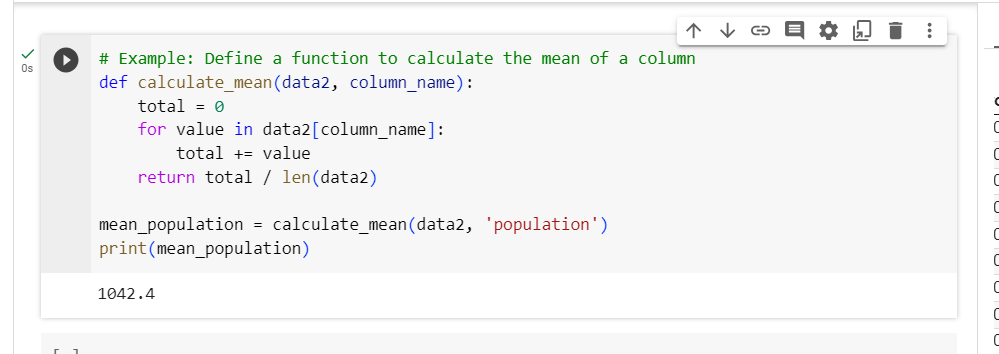 0s
# Example: Define a function to calculate the mean of a column
def calculate_mean(data2, column_name):
    total = 0
    for value in data2[column_name]:
        total += value
    return total / len(data2)
mean_population = calculate_mean(data2, 'population')
print(mean_population)
1042.4